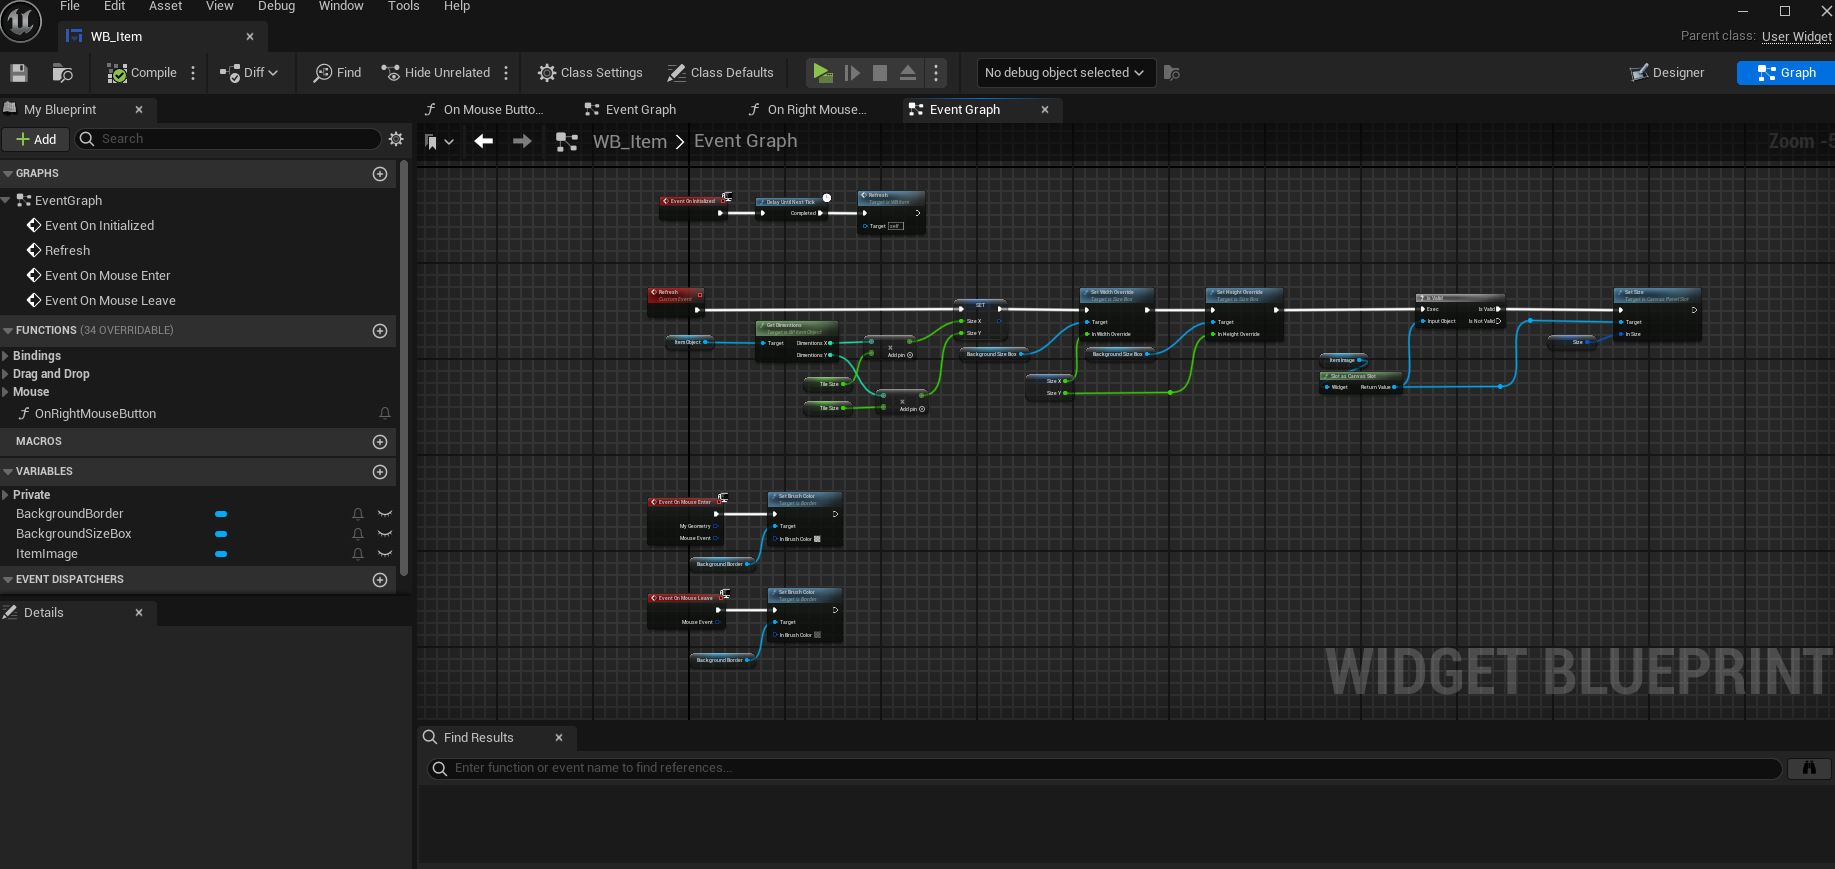 File Edit Asset View Debug Window Tools Help
WB_Item
Parent class: User Widget
Compile Diff Find Hide Unrelated Class Settings Class Defaults No debug object selected Designer Graph
My Blueprint
On Mouse Butto... Event Graph On Right Mouse... Event Graph
Add Search
WB_Item > Event Graph
Zoom -5
GRAPHS
EventGraph
Event On Initialized
Refresh
Event On Mouse Enter
Event On Mouse Leave
FUNCTIONS (34 OVERRIDABLE)
Bindings
Drag and Drop
Mouse
OnRightMouseButton
MACROS
VARIABLES
Private
BackgroundBorder
BackgroundSizeBox
ItemImage
EVENT DISPATCHERS
Details
Event On Initialized
Delay Until Next Tick
Completed
Refresh
Target is WB Item
Target self
Refresh
Custom Event
ItemObject
Get Dimentions
Target is BP Item Object
Target Dimentions X
Dimentions Y
Tile Size
Tile Size
Add pin
Add pin
SET
Size X
Size Y
Set Width Override
Target is Size Box
Target
In Width Override
Background Size Box
Size X
Size Y
Set Height Override
Target is Size Box
Target
In Height Override
Background Size Box
Is Valid
Exec Is Valid
Input Object Is Not Valid
ItemImage
Slot as Canvas Slot
Widget Return Value
Size
Set Size
Target is Canvas Panel Slot
Target
In Size
Event On Mouse Enter
My Geometry
Mouse Event
Background Border
Set Brush Color
Target is Border
Target
In Brush Color
Event On Mouse Leave
Mouse Event
Background Border
Set Brush Color
Target is Border
Target
In Brush Color
WIDGET BLUEPRINT
Find Results
Enter function or event name to find references...